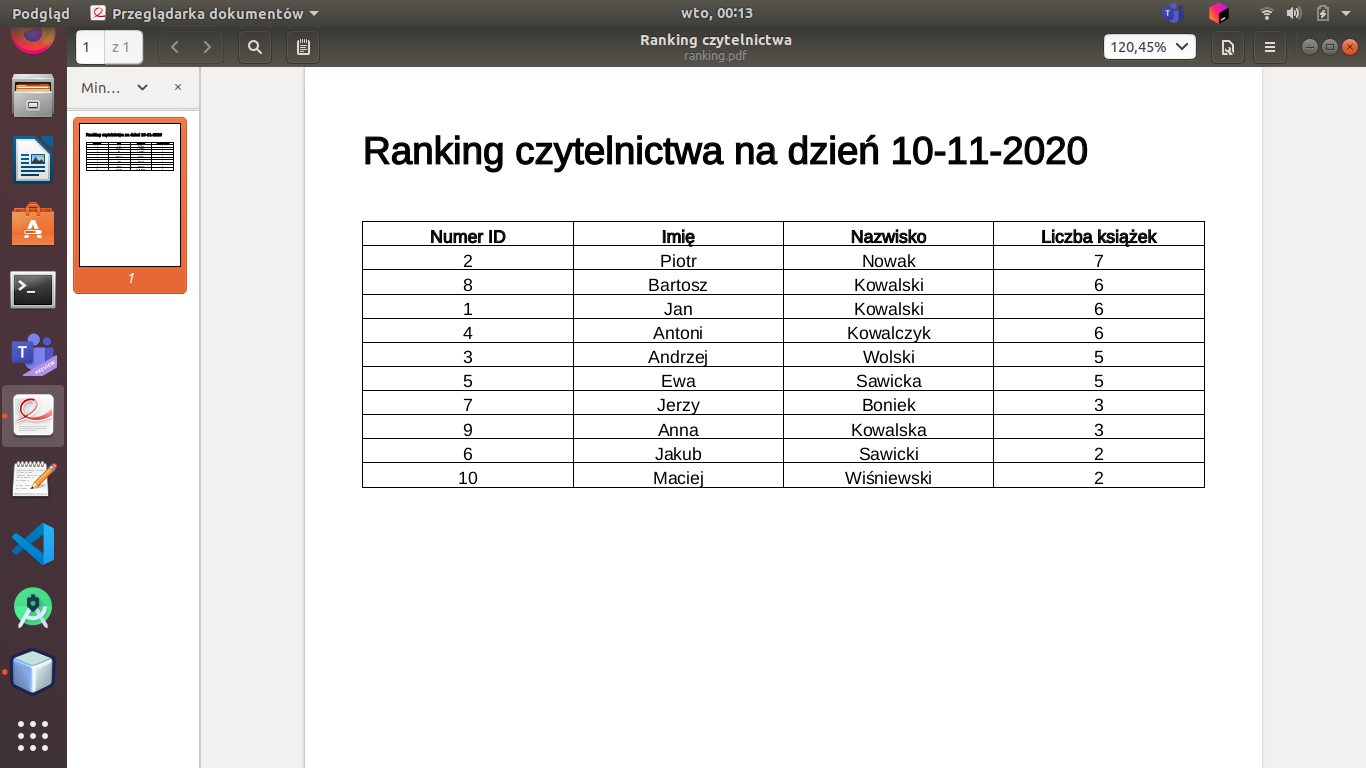 Podgląd Przeglądarka dokumentów wto, 00:13
1 z 1 Ranking czytelnictwa 120,45%
ranking.pdf
Min...
1
Ranking czytelnictwa na dzień 10-11-2020
Numer ID Imię Nazwisko Liczba książek
2 Piotr Nowak 7
8 Bartosz Kowalski 6
1 Jan Kowalski 6
4 Antoni Kowalczyk 6
3 Andrzej Wolski 5
5 Ewa Sawicka 5
7 Jerzy Boniek 3
9 Anna Kowalska 3
6 Jakub Sawicki 2
10 Maciej Wiśniewski 2